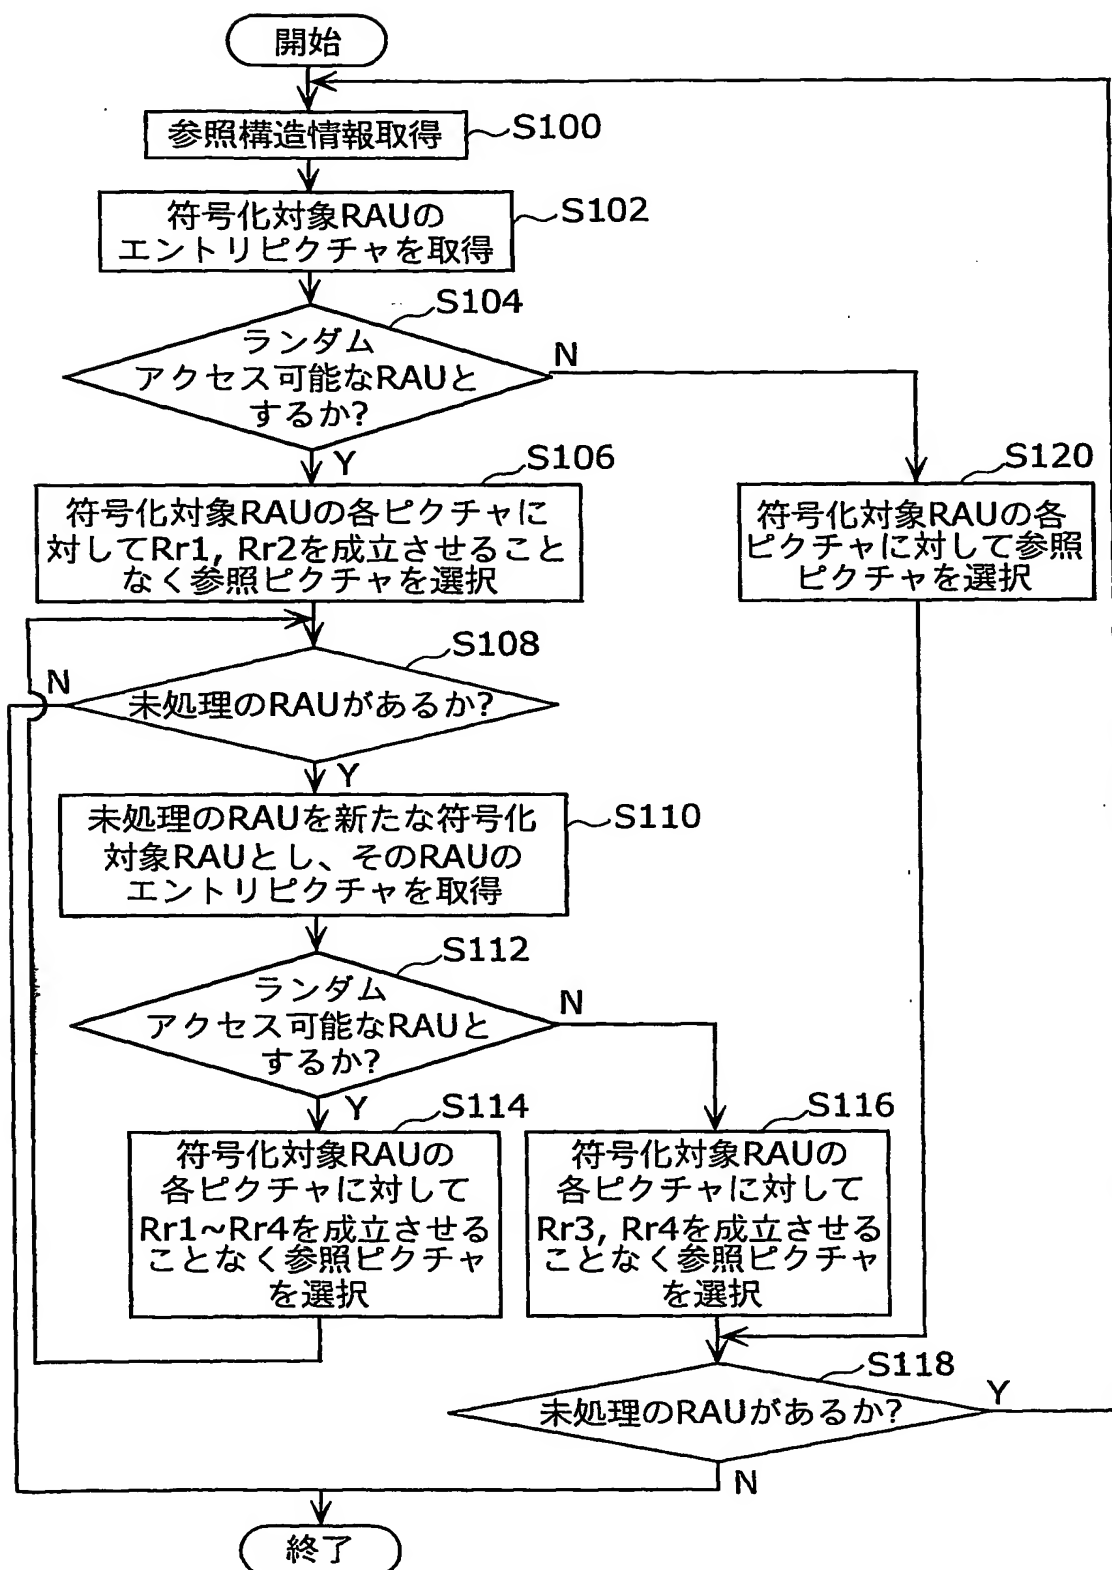 開始
参照構造情報取得
S100
符号化対象RAUの
エントリピクチャを取得
S102
S104
ランダム
アクセス可能なRAUと
するか?
N
Y
S106
符号化対象RAUの各ピクチャに
対してRr1, Rr2を成立させること
なく参照ピクチャを選択
S120
符号化対象RAUの各
ピクチャに対して参照
ピクチャを選択
S108
N
未処理のRAUがあるか?
Y
未処理のRAUを新たな符号化
対象RAUとし、そのRAUの
エントリピクチャを取得
S110
S112
ランダム
アクセス可能なRAUと
するか?
N
Y
S114
符号化対象RAUの
各ピクチャに対して
Rr1~Rr4を成立させる
ことなく参照ピクチャ
を選択
S116
符号化対象RAUの
各ピクチャに対して
Rr3, Rr4を成立させる
ことなく参照ピクチャ
を選択
S118
未処理のRAUがあるか?
Y
N
終了